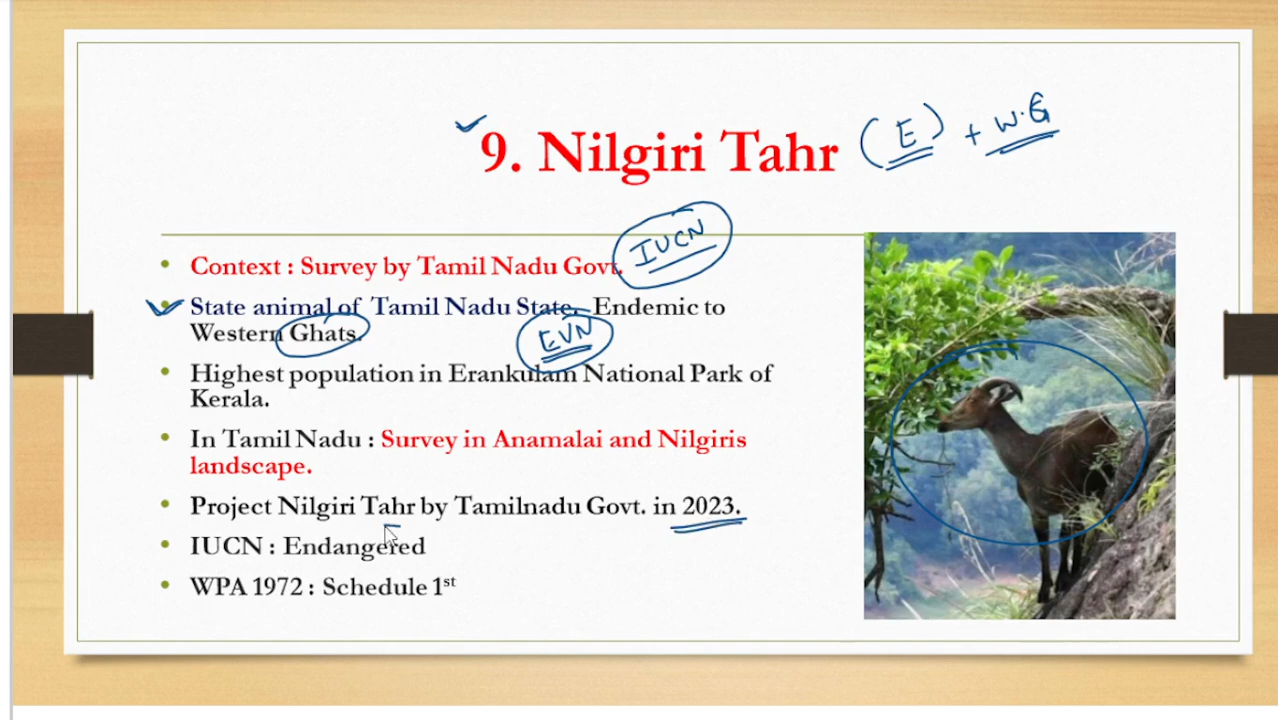 9. Nilgiri Tahr (E) + W.G
IUCN
• Context : Survey by Tamil Nadu Govt.
• State animal of Tamil Nadu State. Endemic to
Western Ghats.
EVN
• Highest population in Erankulam National Park of
Kerala.
• In Tamil Nadu : Survey in Anamalai and Nilgiris
landscape.
• Project Nilgiri Tahr by Tamilnadu Govt. in 2023.
• IUCN : Endangered
• WPA 1972 : Schedule 1st